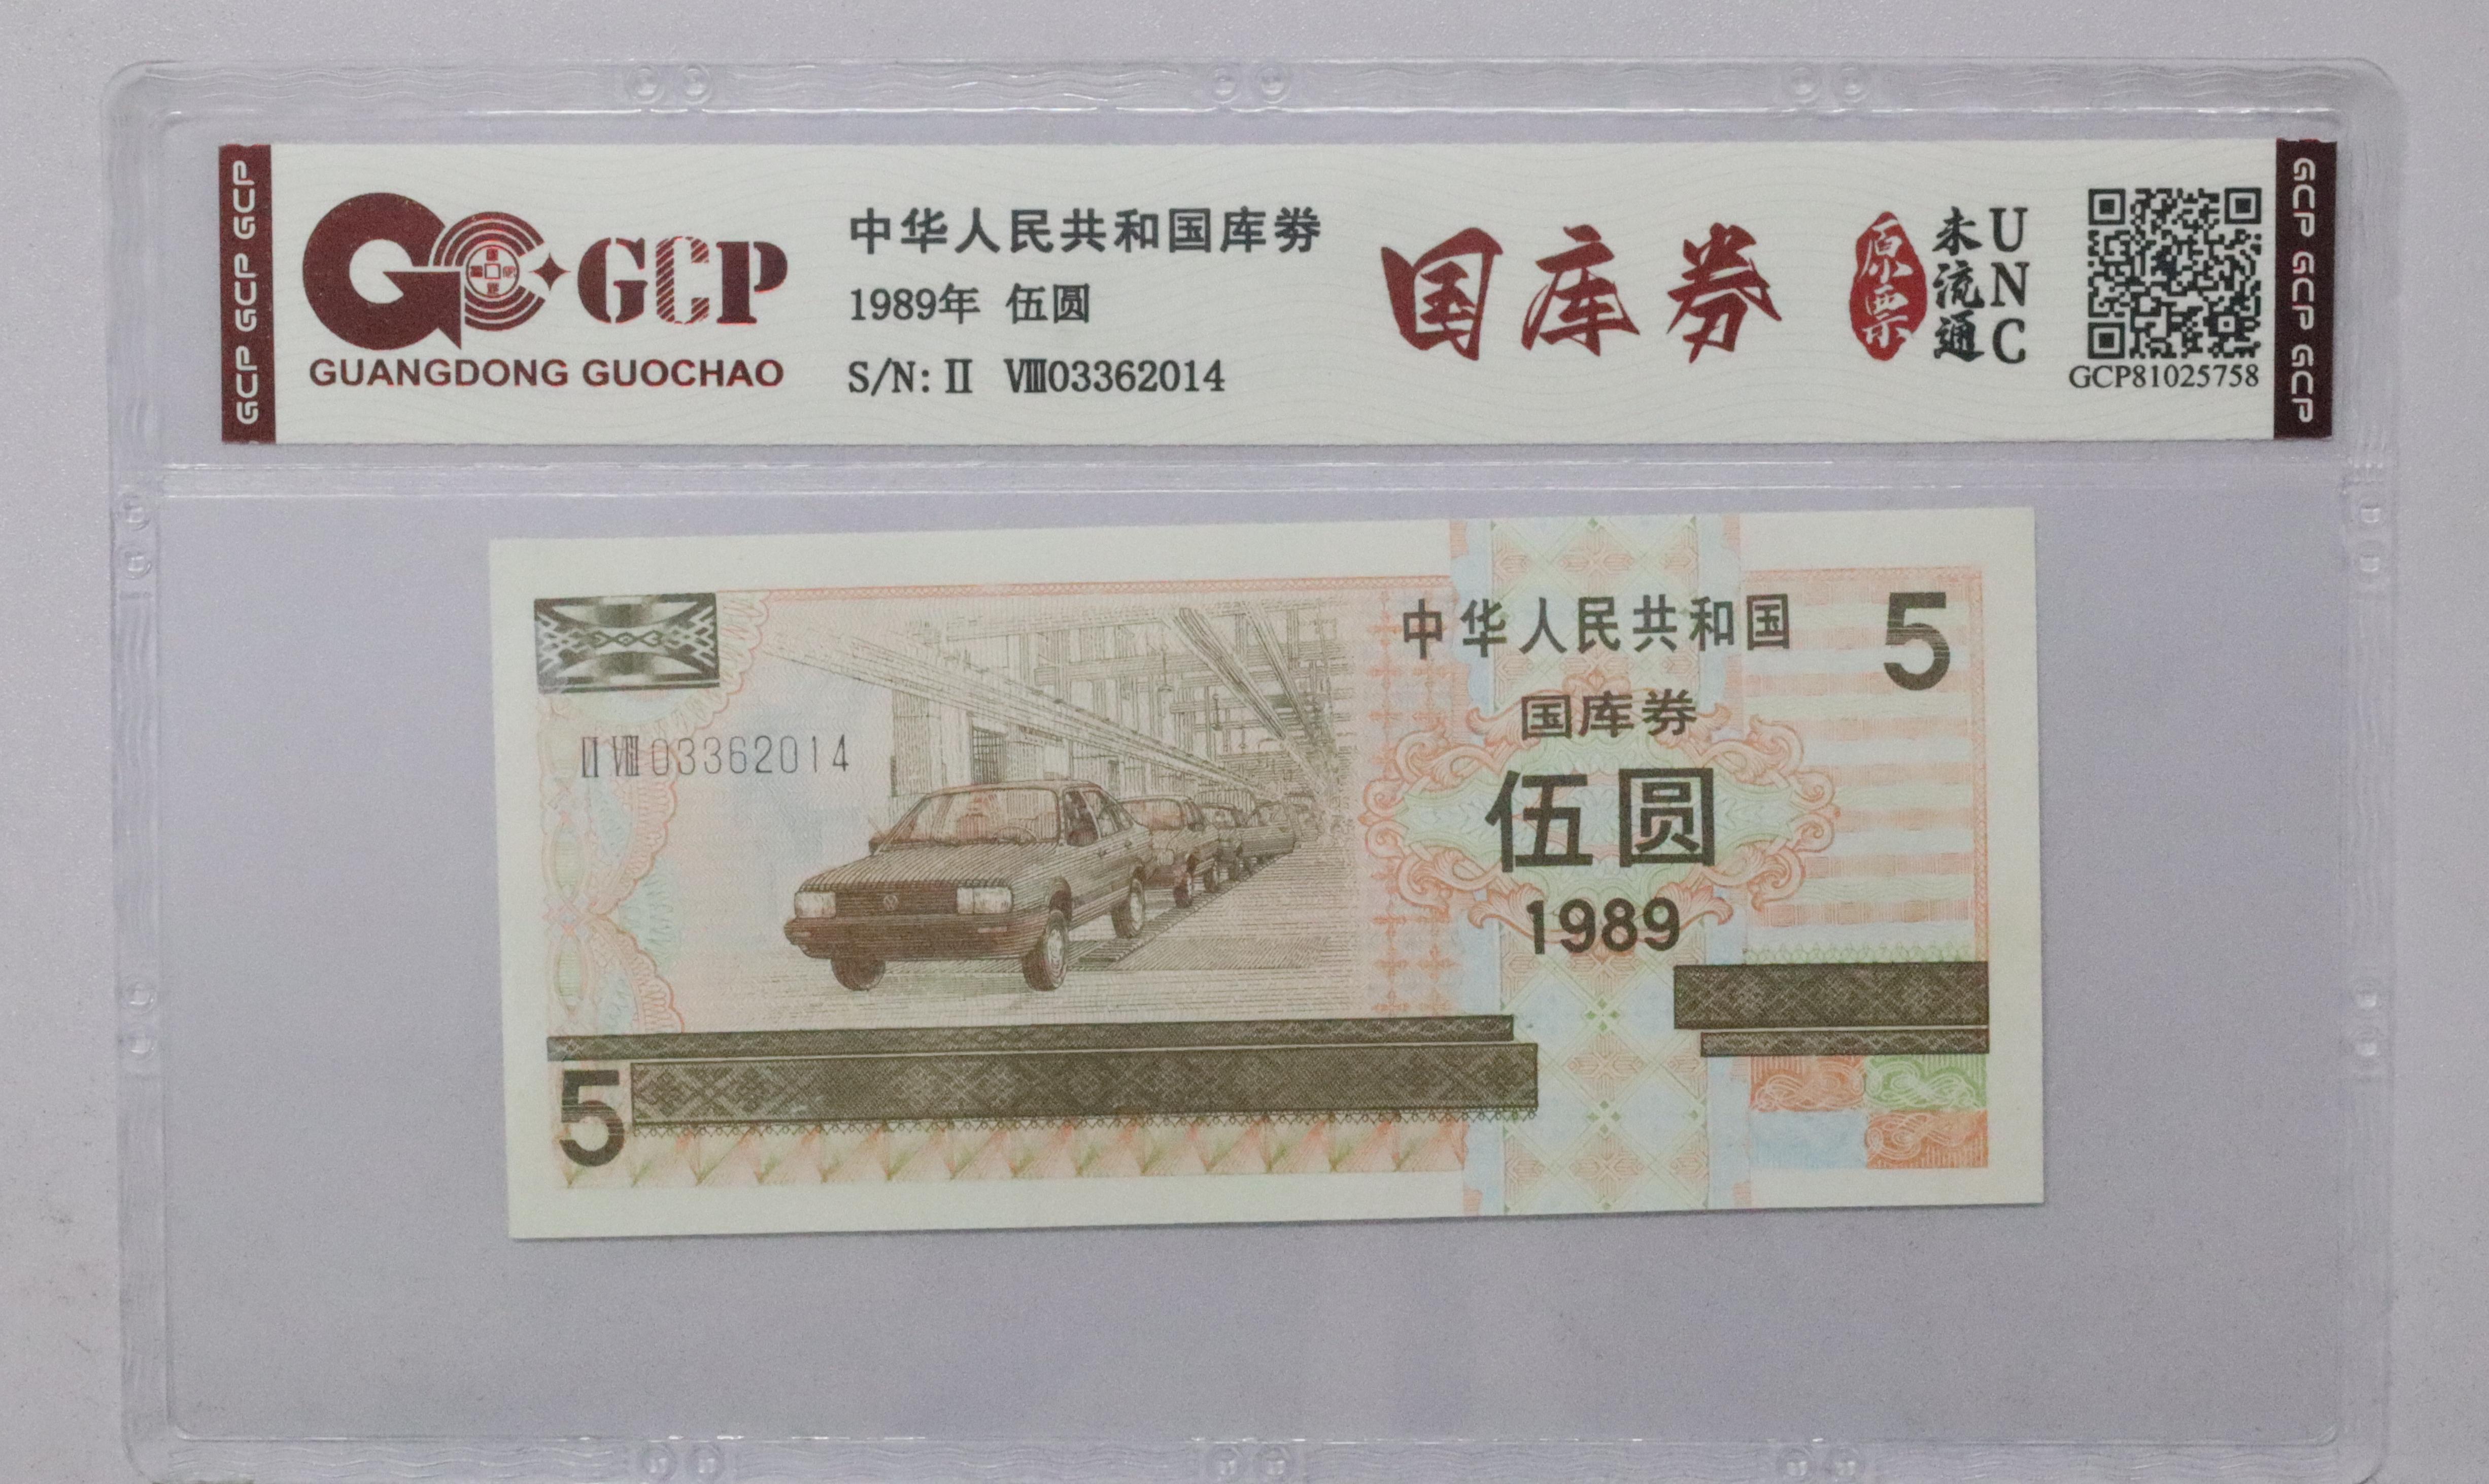 GCP GCP GCP
GCP
GUANGDONG GUOCHAO
中华人民共和国库券
1989年 伍圆
S/N: Ⅱ Ⅷ03362014
国库券
原票
未流通
UNC
GCP81025758
GCP GCP GCP
中华人民共和国
5
国库券
ⅡⅧ03362014
伍圆
1989
5